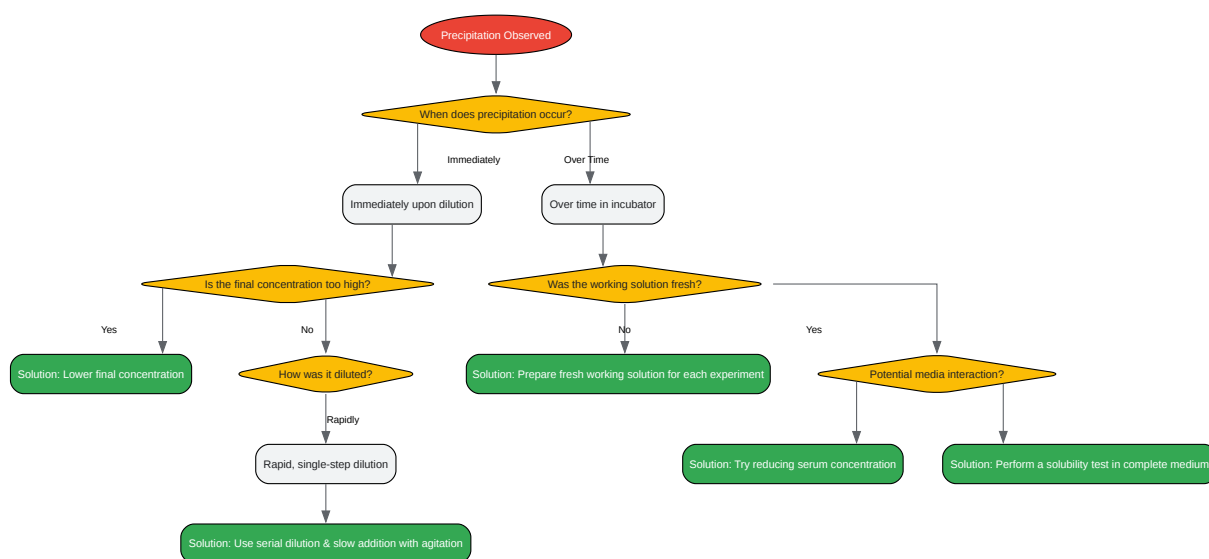 Precipitation Observed
When does precipitation occur?
Immediately
Over Time
Immediately upon dilution
Over time in incubator
Is the final concentration too high?
Was the working solution fresh?
Yes
No
No
Yes
Solution: Lower final concentration
How was it diluted?
Solution: Prepare fresh working solution for each experiment
Potential media interaction?
Rapidly
Rapid, single-step dilution
Solution: Try reducing serum concentration
Solution: Perform a solubility test in complete medium
Solution: Use serial dilution & slow addition with agitation